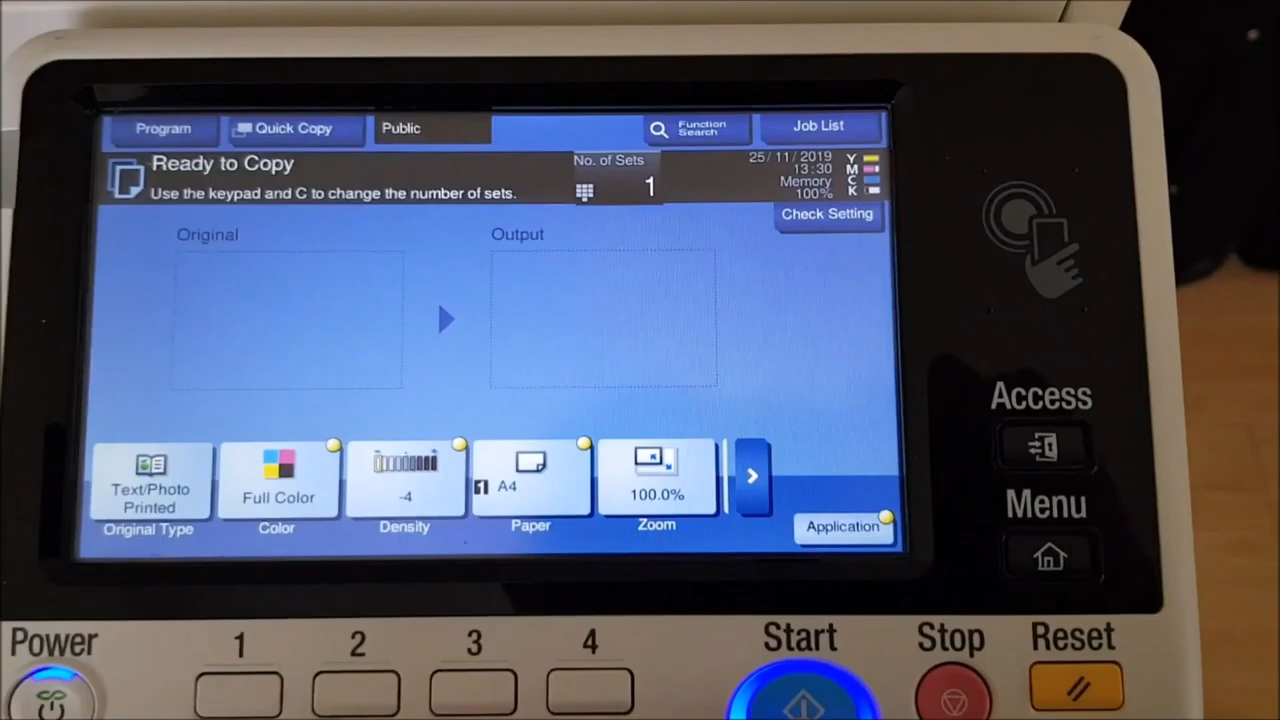 Program
Quick Copy
Public
Function Search
Job List
Ready to Copy
No. of Sets
25/11/2019
Y
13:30
M
Use the keypad and C to change the number of sets.
1
Memory
C
100%
K
Check Setting
Original
Output
Text/Photo
Printed
Full Color
-4
1 A4
100.0%
Original Type
Color
Density
Paper
Zoom
Application
Access
Menu
Power
1
2
3
4
Start
Stop
Reset